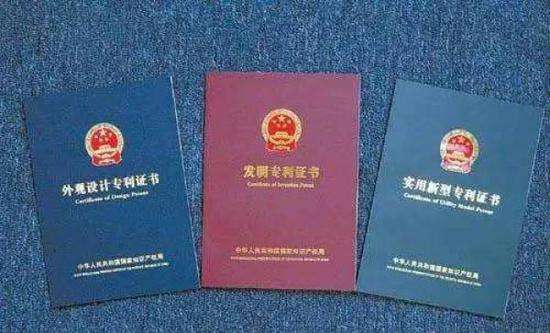 外观设计专利证书
Certificate of Design Patent
中华人民共和国国家知识产权局
发明专利证书
Certificate of Invention Patent
中华人民共和国国家知识产权局
实用新型专利证书
Certificate of Utility Model Patent
中华人民共和国国家知识产权局